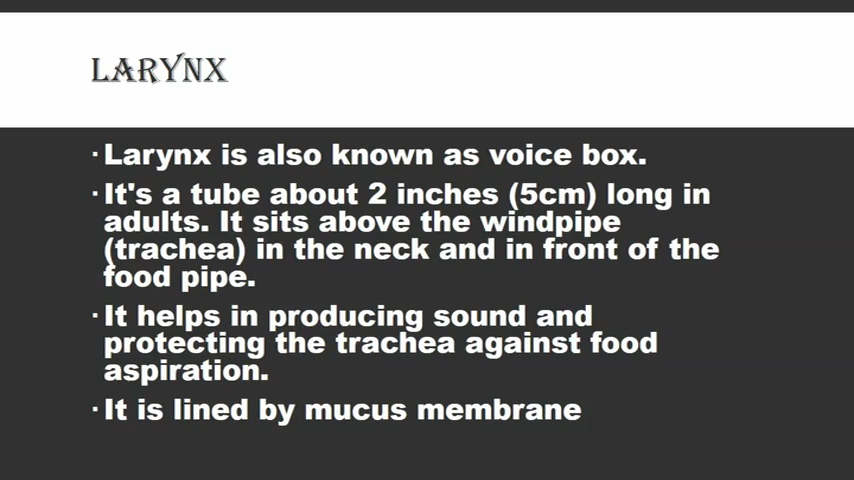 LARYNX
·Larynx is also known as voice box.
·It's a tube about 2 inches (5cm) long in
adults. It sits above the windpipe
(trachea) in the neck and in front of the
food pipe.
·It helps in producing sound and
protecting the trachea against food
aspiration.
·It is lined by mucus membrane